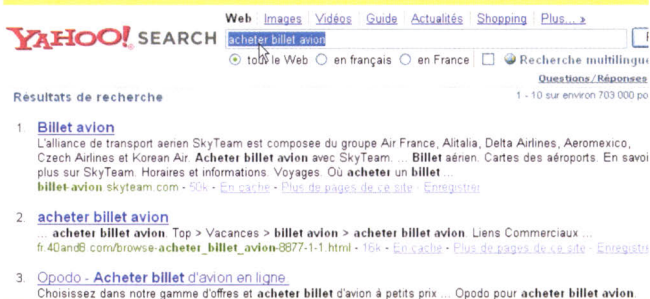 Web Images Vidéos Guide Actualités Shopping Plus... »
YAHOO! SEARCH acheter billet avion
tous le Web en français en France Recherche multilingue
Questions/Réponses
Résultats de recherche 1 - 10 sur environ 703 000 po
1. Billet avion
L'alliance de transport aerien SkyTeam est composee du groupe Air France, Alitalia, Delta Airlines, Aeromexico,
Czech Airlines et Korean Air. Acheter billet avion avec SkyTeam. ... Billet aérien. Cartes des aéroports. En savoi
plus sur SkyTeam. Horaires et informations. Voyages. Où acheter un billet ...
billet-avion.skyteam.com - 50k - En cache - Plus de pages de ce site - Enregistrer
2. acheter billet avion
... acheter billet avion. Top > Vacances > billet avion > acheter billet avion. Liens Commerciaux ...
fr.40and8.com/browse-acheter_billet_avion-8877-1-1.html - 16k - En cache - Plus de pages de ce site - Enregistre
3. Opodo - Acheter billet d'avion en ligne.
Choisissez dans notre gamme d'offres et acheter billet d'avion à petits prix ... Opodo pour acheter billet avion.